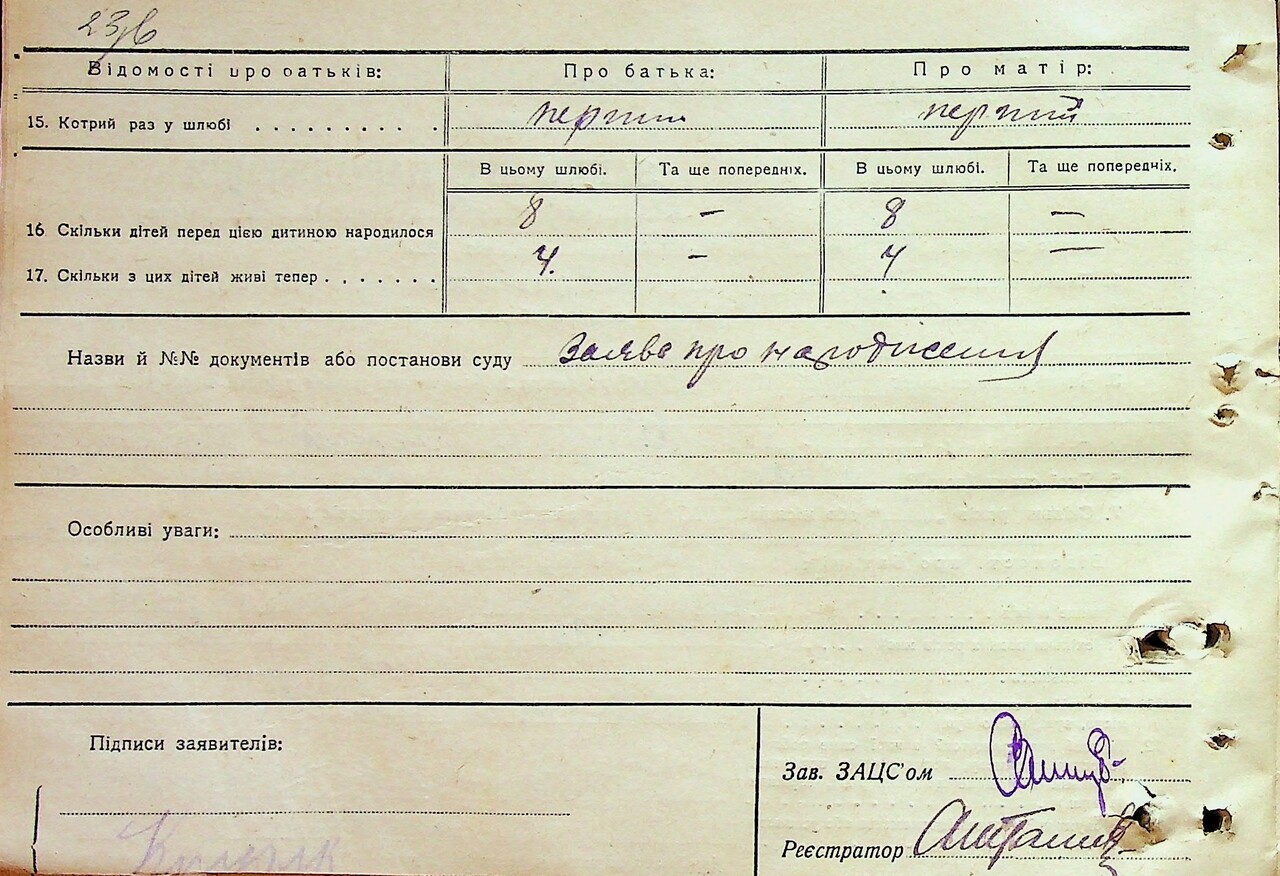 23/6
Відомості про батьків: Про батька: Про матір:
15. Котрий раз у шлюбі . . . . . . . . . . перший перший
В цьому шлюбі. Та ще попередніх. В цьому шлюбі. Та ще попередніх.
16 Скільки дітей перед цією дитиною народилося 8 – 8 –
17. Скільки з цих дітей живі тепер . . . . . . . 4. – 4 –
Назви й №№ документів або постанови суду заява про народження
Особливі уваги:
Підписи заявителів:
Зав. ЗАЦС'ом
Реєстратор